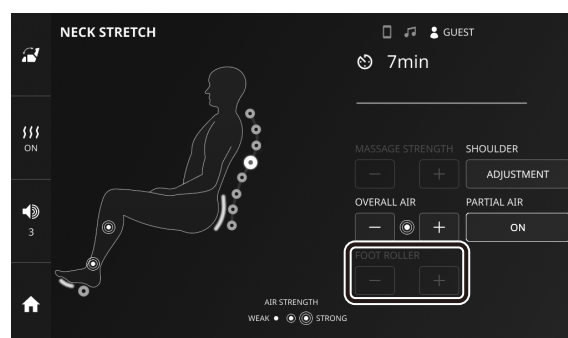 NECK STRETCH
GUEST
7min
ON
3
MASSAGE STRENGTH
SHOULDER
− +
ADJUSTMENT
OVERALL AIR
PARTIAL AIR
− +
ON
FOOT ROLLER
− +
AIR STRENGTH
WEAK STRONG